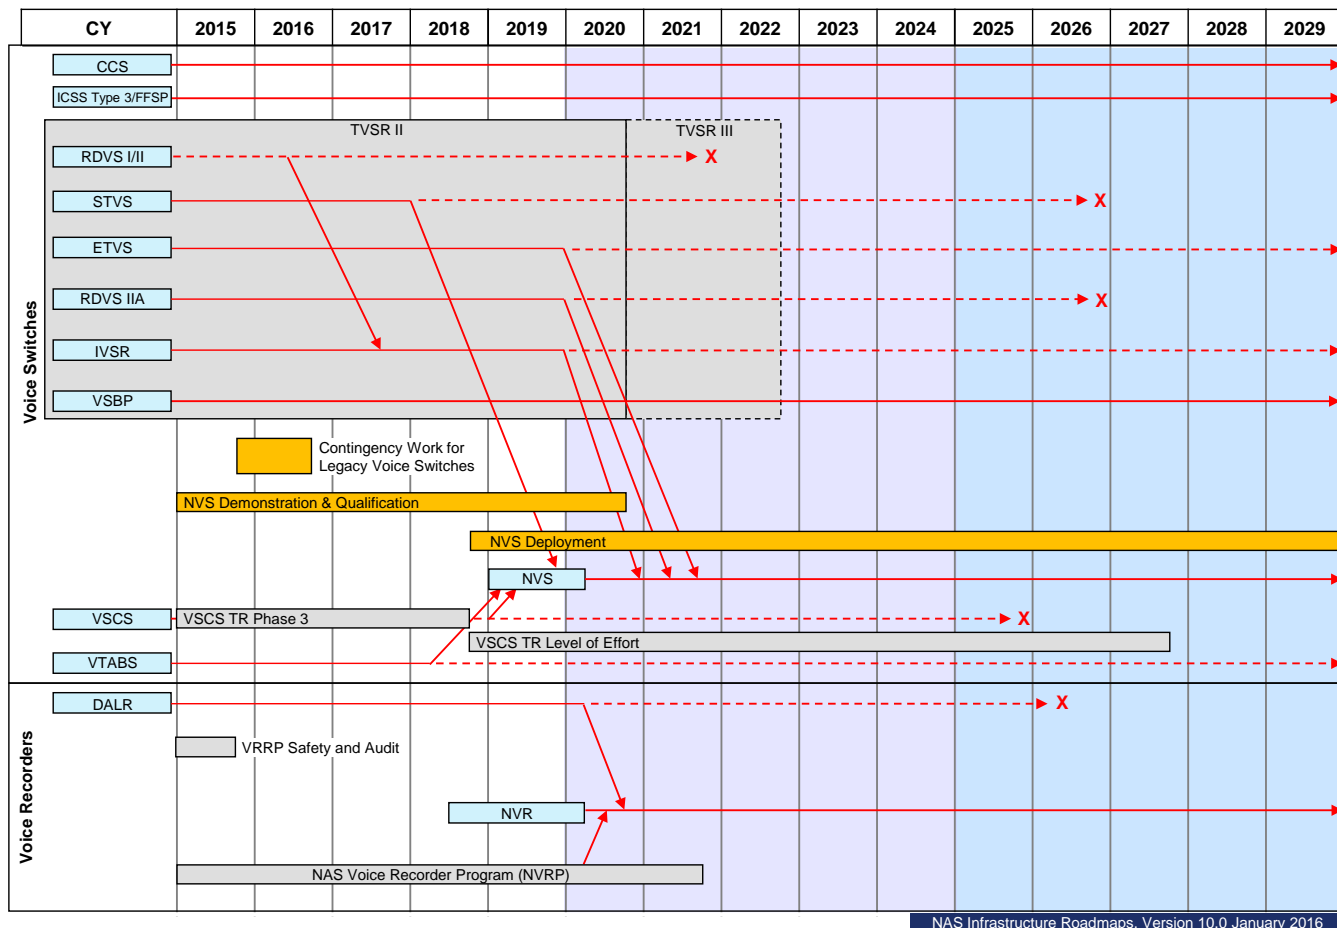 CY 2015 2016 2017 2018 2019 2020 2021 2022 2023 2024 2025 2026 2027 2028 2029
Voice Switches
CCS
ICSS Type 3/FFSP
TVSR II TVSR III
RDVS I/II X
STVS X
ETVS
RDVS IIA X
IVSR
VSBP
Contingency Work for
Legacy Voice Switches
NVS Demonstration & Qualification
NVS Deployment
NVS
VSCS VSCS TR Phase 3 X
VSCS TR Level of Effort
VTABS
Voice Recorders
DALR X
VRRP Safety and Audit
NVR
NAS Voice Recorder Program (NVRP)
NAS Infrastructure Roadmaps, Version 10.0 January 2016